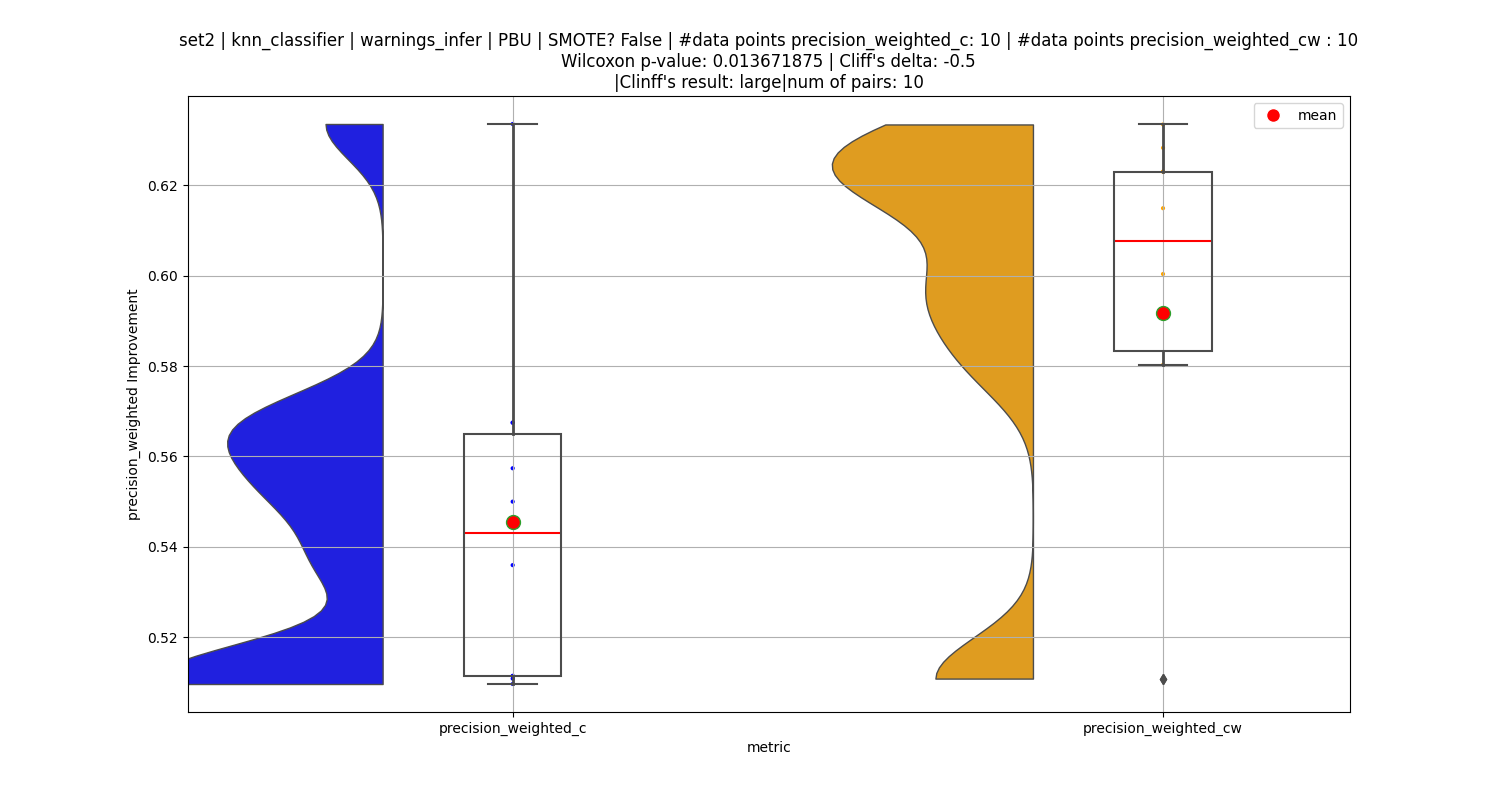 set2 | knn_classifier | warnings_infer | PBU | SMOTE? False | #data points precision_weighted_c: 10 | #data points precision_weighted_cw : 10
Wilcoxon p-value: 0.013671875 | Cliff's delta: -0.5
|Clinff's result: large|num of pairs: 10
mean
0.62
0.60
0.58
0.56
0.54
0.52
precision_weighted Improvement
precision_weighted_c
precision_weighted_cw
metric